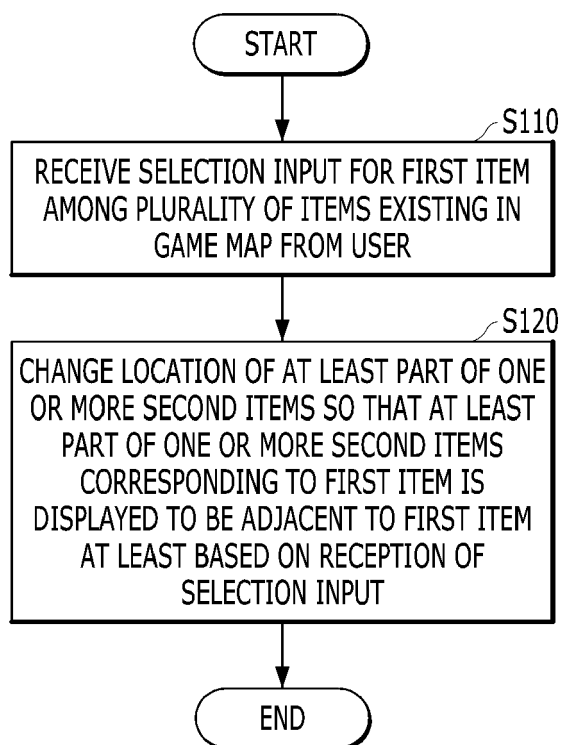 START
S110
RECEIVE SELECTION INPUT FOR FIRST ITEM
AMONG PLURALITY OF ITEMS EXISTING IN
GAME MAP FROM USER
S120
CHANGE LOCATION OF AT LEAST PART OF ONE
OR MORE SECOND ITEMS SO THAT AT LEAST
PART OF ONE OR MORE SECOND ITEMS
CORRESPONDING TO FIRST ITEM IS
DISPLAYED TO BE ADJACENT TO FIRST ITEM
AT LEAST BASED ON RECEPTION OF
SELECTION INPUT
END